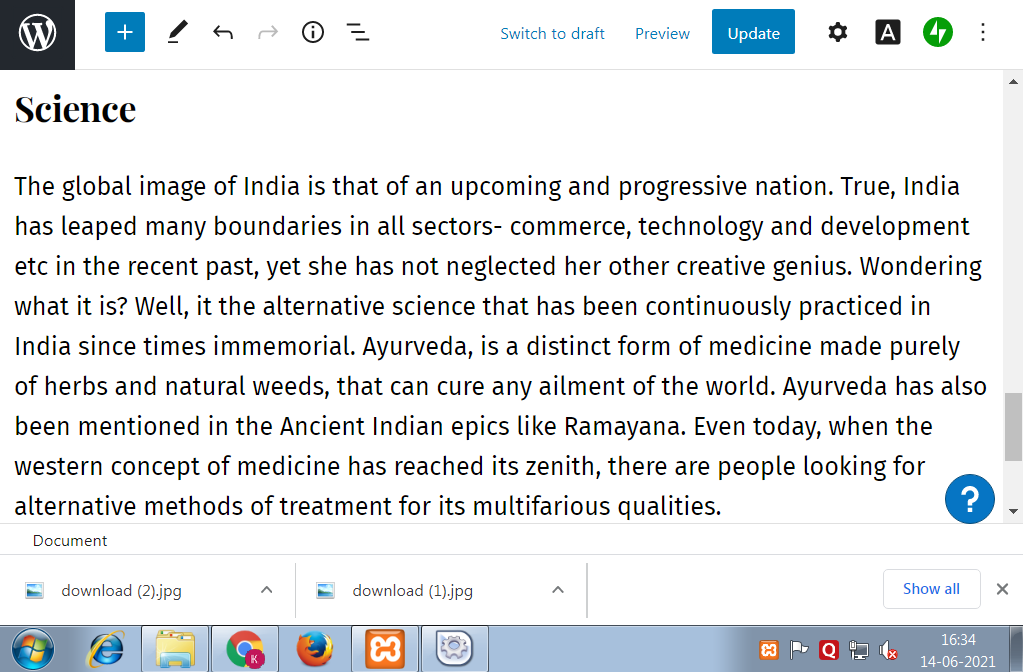 Switch to draft Preview Update
Science
The global image of India is that of an upcoming and progressive nation. True, India
has leaped many boundaries in all sectors- commerce, technology and development
etc in the recent past, yet she has not neglected her other creative genius. Wondering
what it is? Well, it the alternative science that has been continuously practiced in
India since times immemorial. Ayurveda, is a distinct form of medicine made purely
of herbs and natural weeds, that can cure any ailment of the world. Ayurveda has also
been mentioned in the Ancient Indian epics like Ramayana. Even today, when the
western concept of medicine has reached its zenith, there are people looking for
alternative methods of treatment for its multifarious qualities.
Document
download (2).jpg download (1).jpg Show all
16:34
14-06-2021